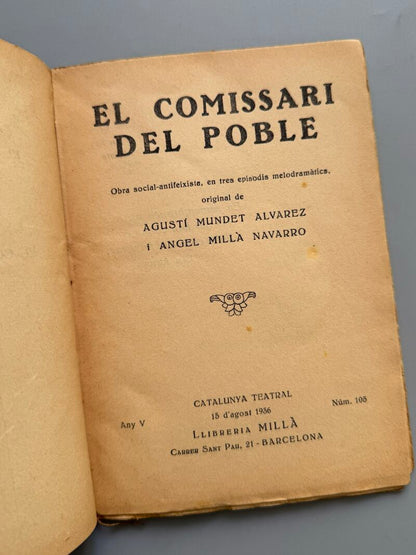 EL COMISSARI
DEL POBLE
Obra social-antifeixista, en tres episodis melodramàtics,
original de
AGUSTÍ MUNDET ALVAREZ
I ANGEL MILLÀ NAVARRO
CATALUNYA TEATRAL
Any V
15 d'agost 1936
Núm. 105
LLIBRERIA MILLÀ
CARRER SANT PAU, 21 - BARCELONA